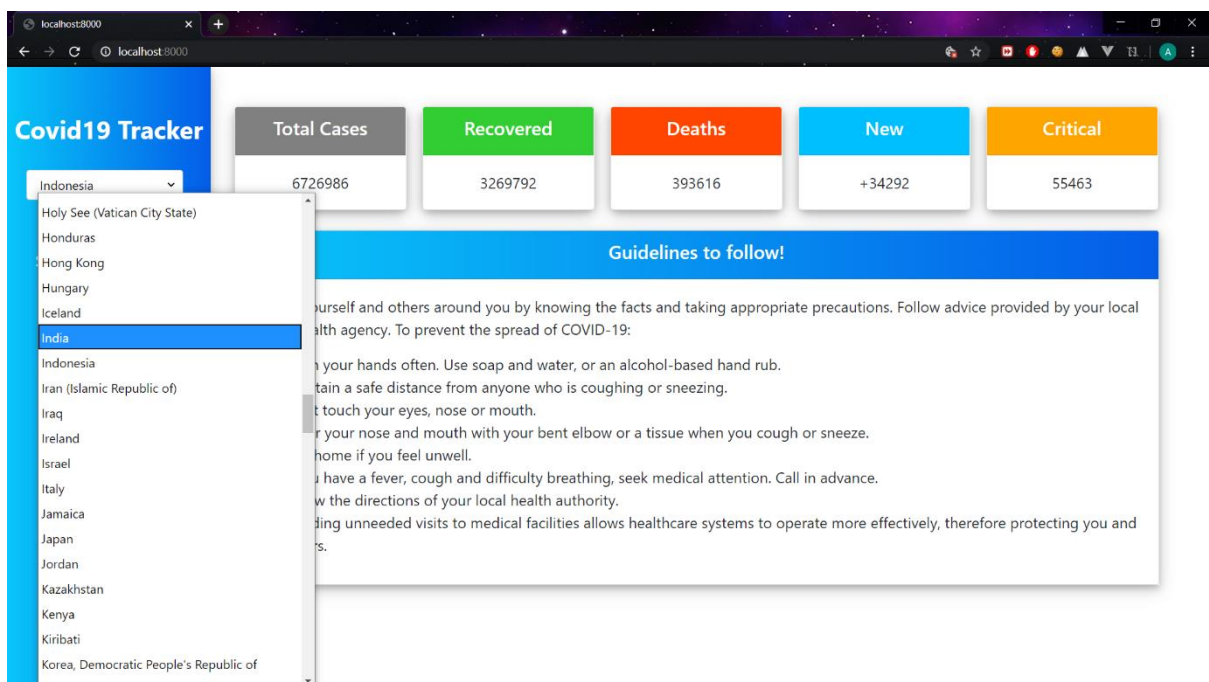 localhost:8000
localhost:8000
Covid19 Tracker
Indonesia
Holy See (Vatican City State)
Honduras
Hong Kong
Hungary
Iceland
India
Indonesia
Iran (Islamic Republic of)
Iraq
Ireland
Israel
Italy
Jamaica
Japan
Jordan
Kazakhstan
Kenya
Kiribati
Korea, Democratic People's Republic of
Total Cases
6726986
Recovered
3269792
Deaths
393616
New
+34292
Critical
55463
Guidelines to follow!
ourself and others around you by knowing the facts and taking appropriate precautions. Follow advice provided by your local
alth agency. To prevent the spread of COVID-19:
your hands often. Use soap and water, or an alcohol-based hand rub.
tain a safe distance from anyone who is coughing or sneezing.
t touch your eyes, nose or mouth.
r your nose and mouth with your bent elbow or a tissue when you cough or sneeze.
home if you feel unwell.
have a fever, cough and difficulty breathing, seek medical attention. Call in advance.
w the directions of your local health authority.
ding unneeded visits to medical facilities allows healthcare systems to operate more effectively, therefore protecting you and
rs.